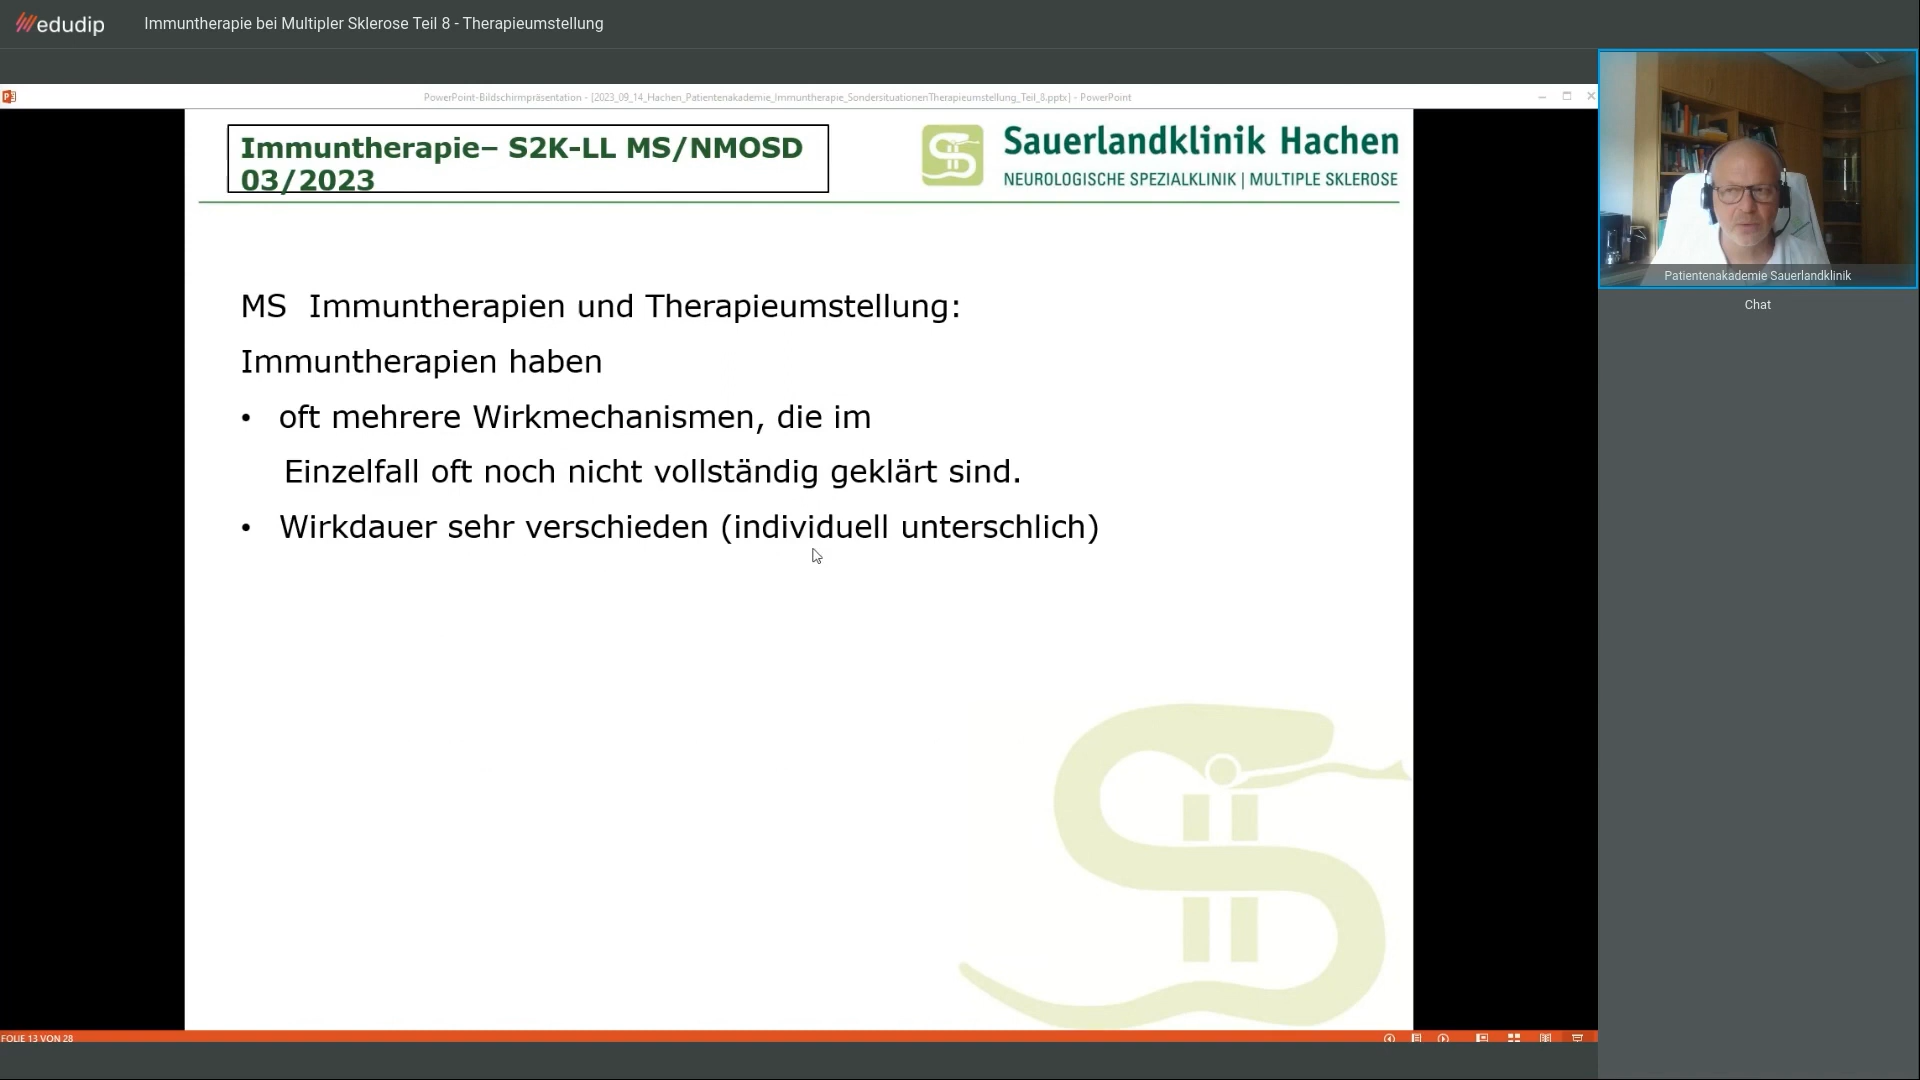 edudip
Immuntherapie bei Multipler Sklerose Teil 8 - Therapieumstellung
PowerPoint-Bildschirmpräsentation - [2023_09_14_Hachen_Patientenakademie_Immuntherapie_SondersituationenTherapieumstellung_Teil_8.pptx] - PowerPoint
Immuntherapie– S2K-LL MS/NMOSD
03/2023
Sauerlandklinik Hachen
NEUROLOGISCHE SPEZIALKLINIK | MULTIPLE SKLEROSE
Patientenakademie Sauerlandklinik
Chat
MS  Immuntherapien und Therapieumstellung:
Immuntherapien haben
• oft mehrere Wirkmechanismen, die im
Einzelfall oft noch nicht vollständig geklärt sind.
• Wirkdauer sehr verschieden (individuell unterschlich)
FOLIE 13 VON 28